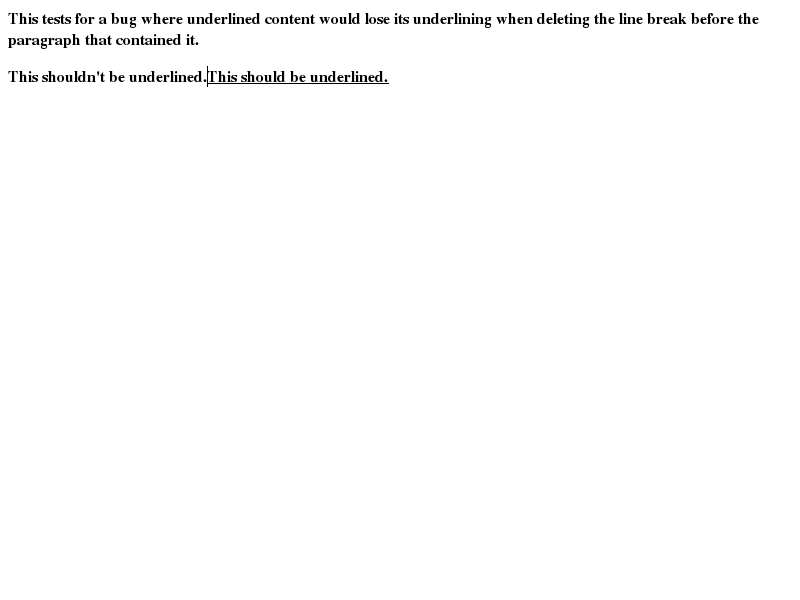 This tests for a bug where underlined content would lose its underlining when deleting the line break before the
paragraph that contained it.
This shouldn't be underlined.This should be underlined.